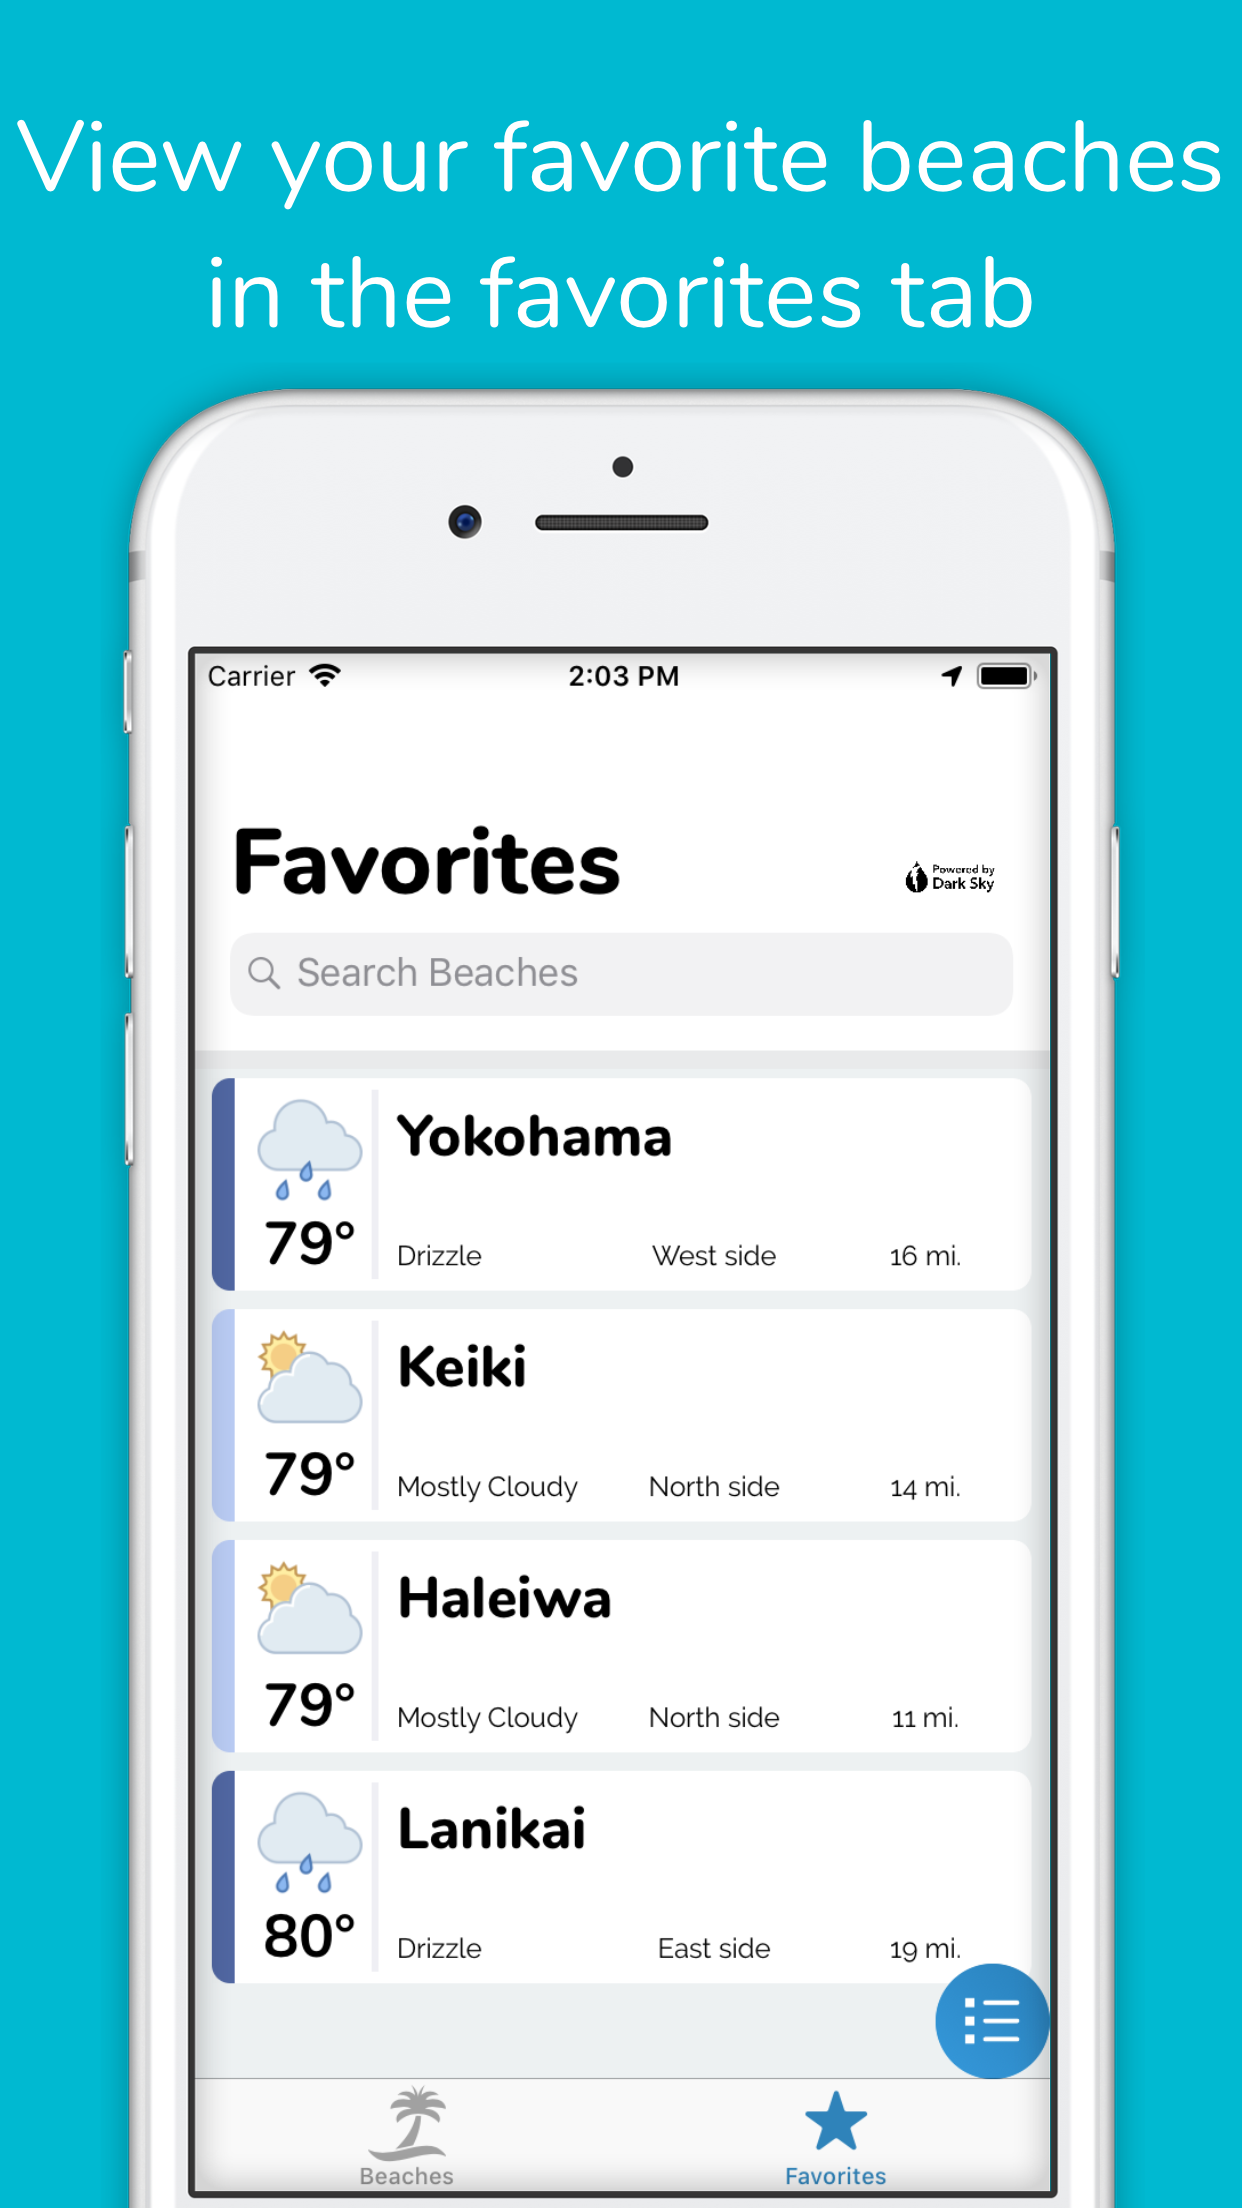 View your favorite beaches
in the favorites tab
Carrier 2:03 PM
Favorites
Powered by
Dark Sky
Search Beaches
Yokohama
79°
Drizzle West side 16 mi.
Keiki
79°
Mostly Cloudy North side 14 mi.
Haleiwa
79°
Mostly Cloudy North side 11 mi.
Lanikai
80°
Drizzle East side 19 mi.
Beaches Favorites